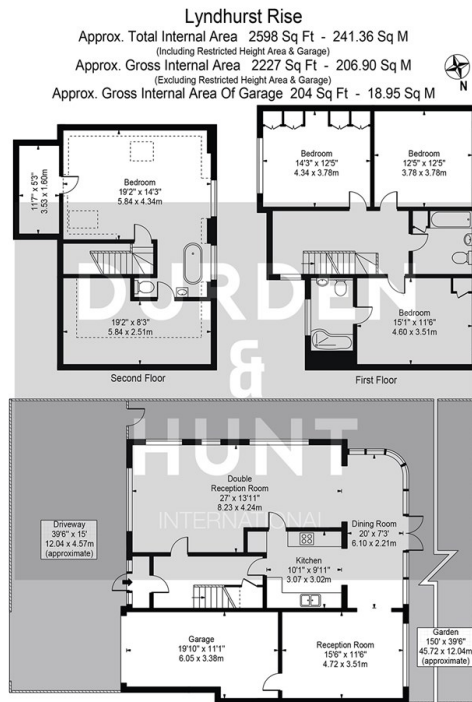 Lyndhurst Rise
Approx. Total Internal Area 2598 Sq Ft - 241.36 Sq M
(Including Restricted Height Area & Garage)
Approx. Gross Internal Area 2227 Sq Ft - 206.90 Sq M
(Excluding Restricted Height Area & Garage)
Approx. Gross Internal Area Of Garage 204 Sq Ft - 18.95 Sq M
N
11'7" x 5'3"
3.53 x 1.60m
Bedroom
19'2" x 14'3"
5.84 x 4.34m
19'2" x 8'3"
5.84 x 2.51m
Second Floor
Bedroom
14'3" x 12'5"
4.34 x 3.78m
Bedroom
12'5" x 12'5"
3.78 x 3.78m
Bedroom
15'1" x 11'6"
4.60 x 3.51m
First Floor
DURDEN
&
HUNT
INTERNATIONAL
Double
Reception Room
27' x 13'11"
8.23 x 4.24m
Dining Room
20' x 7'3"
6.10 x 2.21m
Driveway
39'6" x 15'
12.04 x 4.57m
(approximate)
Kitchen
10'1" x 9'11"
3.07 x 3.02m
Garage
19'10" x 11'1"
6.05 x 3.38m
Reception Room
15'6" x 11'6"
4.72 x 3.51m
Garden
150' x 39'6"
45.72 x 12.04m
(approximate)